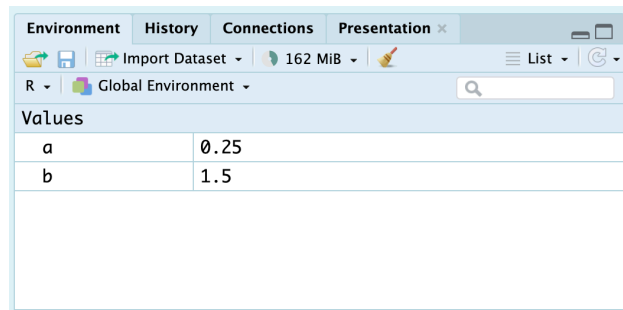 Environment History Connections Presentation ×
Import Dataset 162 MiB List
R Global Environment
Values
a 0.25
b 1.5